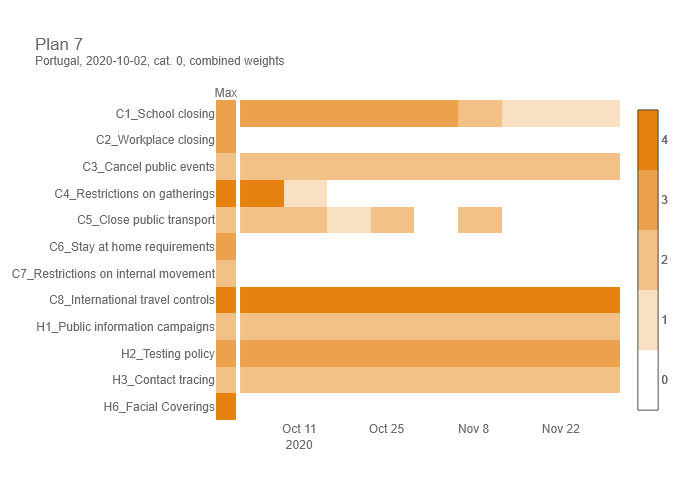 Plan 7
Portugal, 2020-10-02, cat. 0, combined weights
Max
C1_School closing
C2_Workplace closing
C3_Cancel public events
C4_Restrictions on gatherings
C5_Close public transport
C6_Stay at home requirements
C7_Restrictions on internal movement
C8_International travel controls
H1_Public information campaigns
H2_Testing policy
H3_Contact tracing
H6_Facial Coverings
Oct 11 Oct 25 Nov 8 Nov 22
2020
4
3
2
1
0